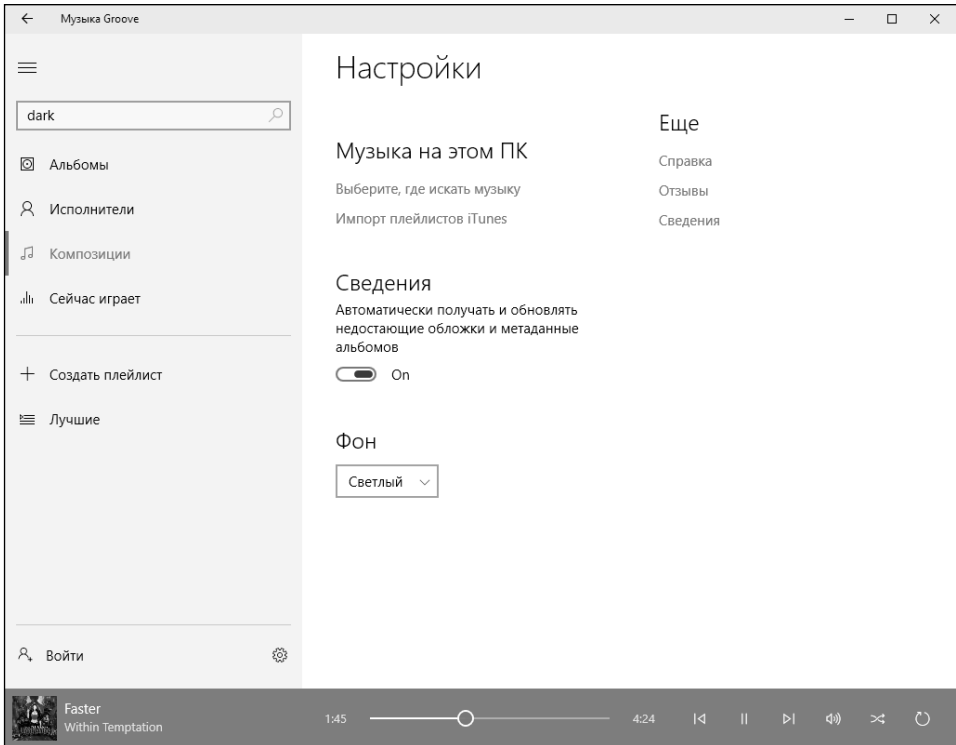 Музыка Groove
dark
Альбомы
Исполнители
Композиции
Сейчас играет
Создать плейлист
Лучшие
Войти
Настройки
Музыка на этом ПК
Выберите, где искать музыку
Импорт плейлистов iTunes
Сведения
Автоматически получать и обновлять
недостающие обложки и метаданные
альбомов
On
Фон
Светлый
Еще
Справка
Отзывы
Сведения
Faster
Within Temptation
1:45
4:24